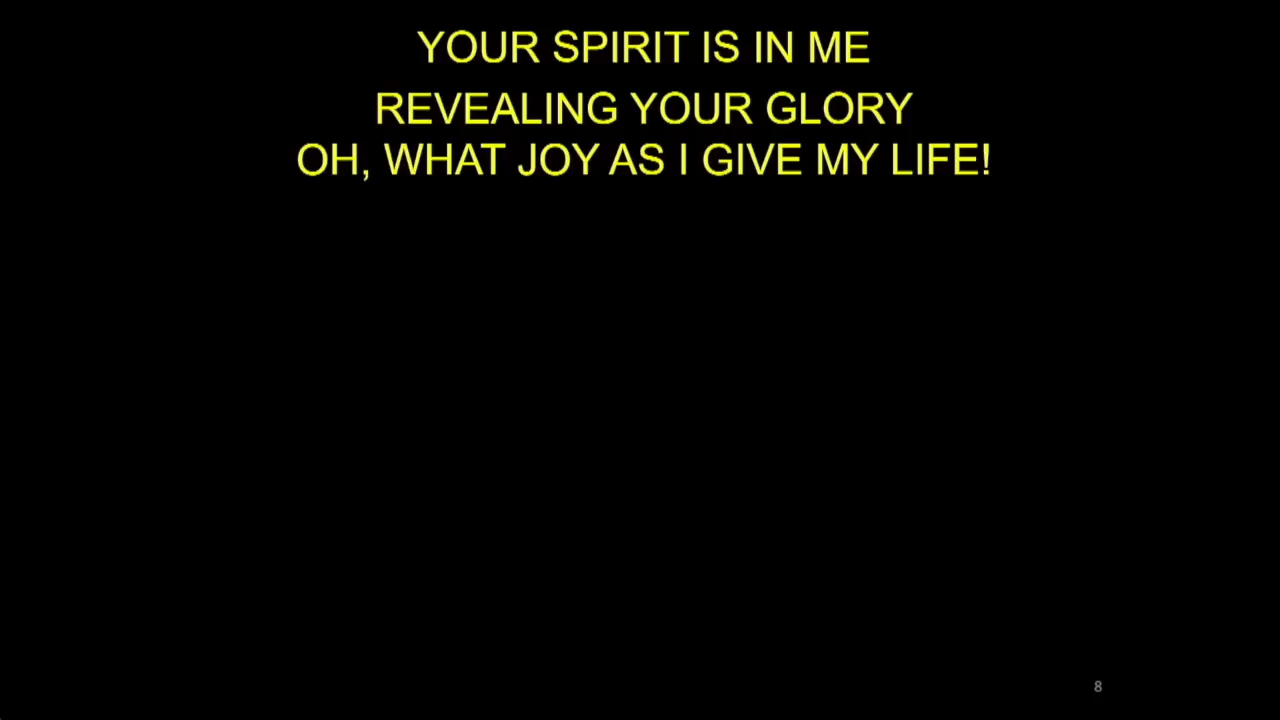 YOUR SPIRIT IS IN ME
REVEALING YOUR GLORY
OH, WHAT JOY AS I GIVE MY LIFE!
8